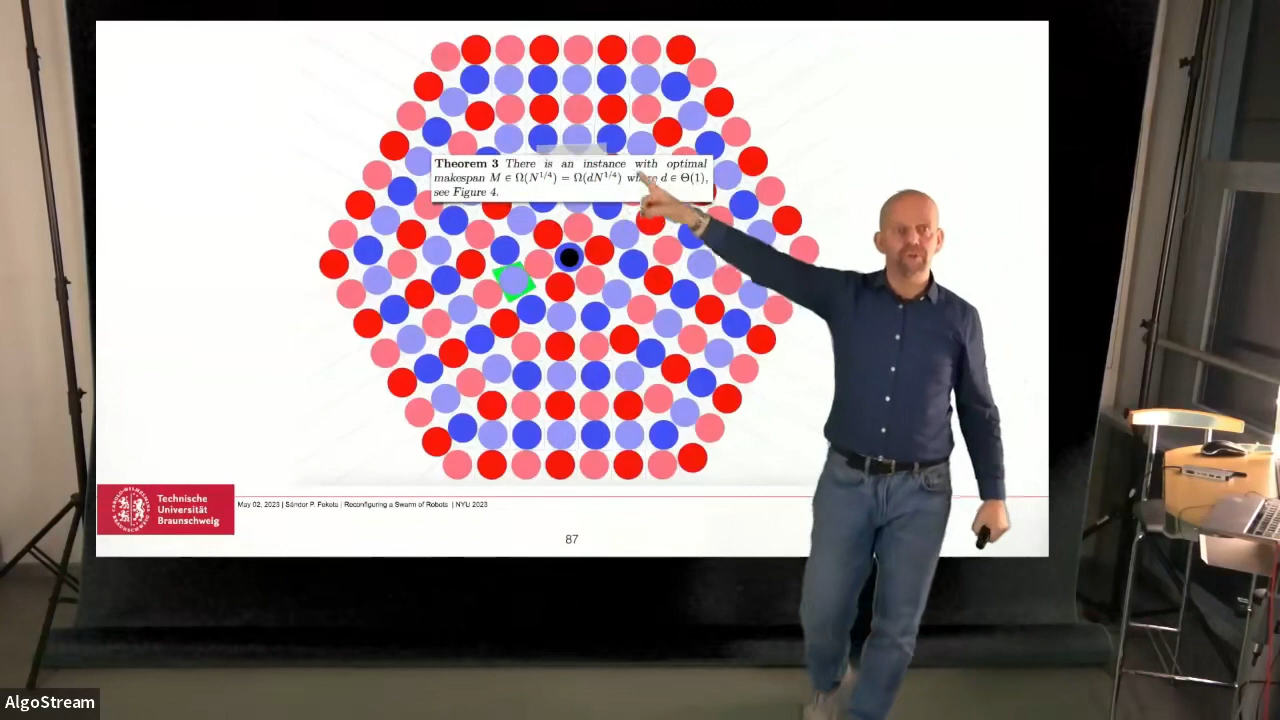 Theorem 3 There is an instance with optimal
makespan M ∈ Ω(N^{1/4}) = Ω(dN^{1/4}) where d ∈ Θ(1),
see Figure 4.
Technische
Universität
Braunschweig
May 02, 2023 | Sándor P. Fekete | Reconfiguring a Swarm of Robots | NYU 2023
87
AlgoStream